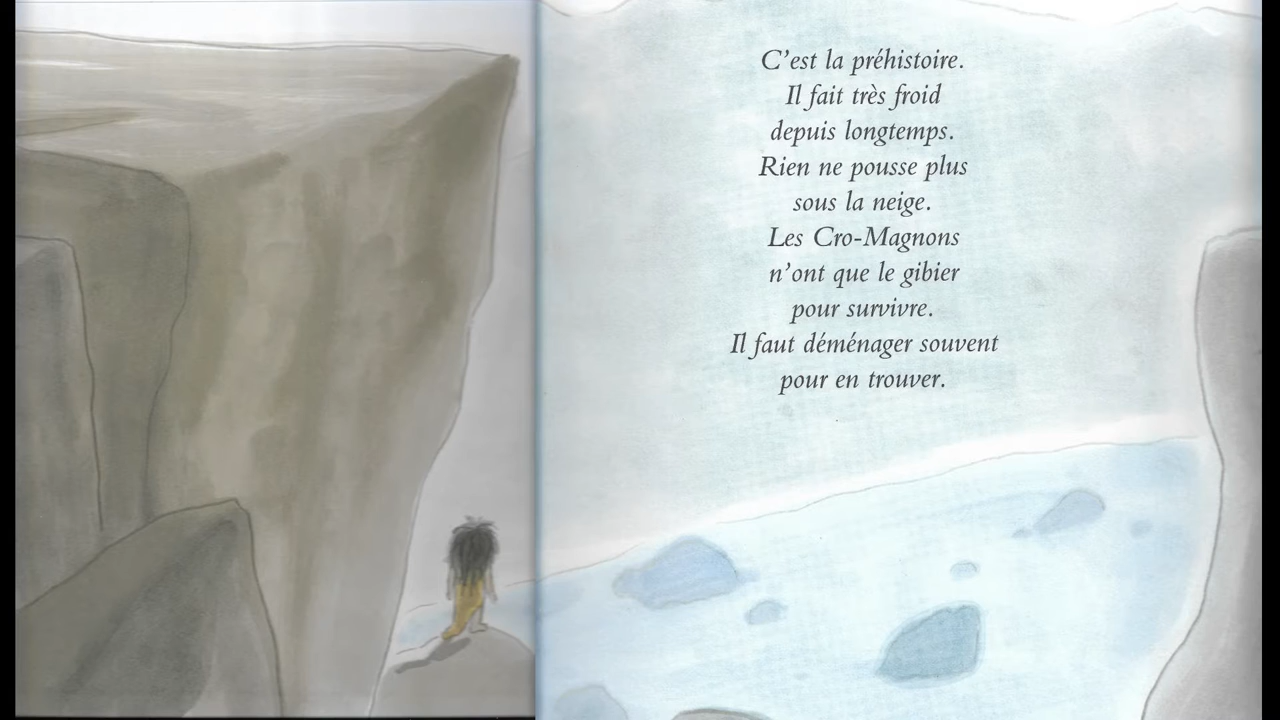 C'est la préhistoire.
Il fait très froid
depuis longtemps.
Rien ne pousse plus
sous la neige.
Les Cro-Magnons
n'ont que le gibier
pour survivre.
Il faut déménager souvent
pour en trouver.